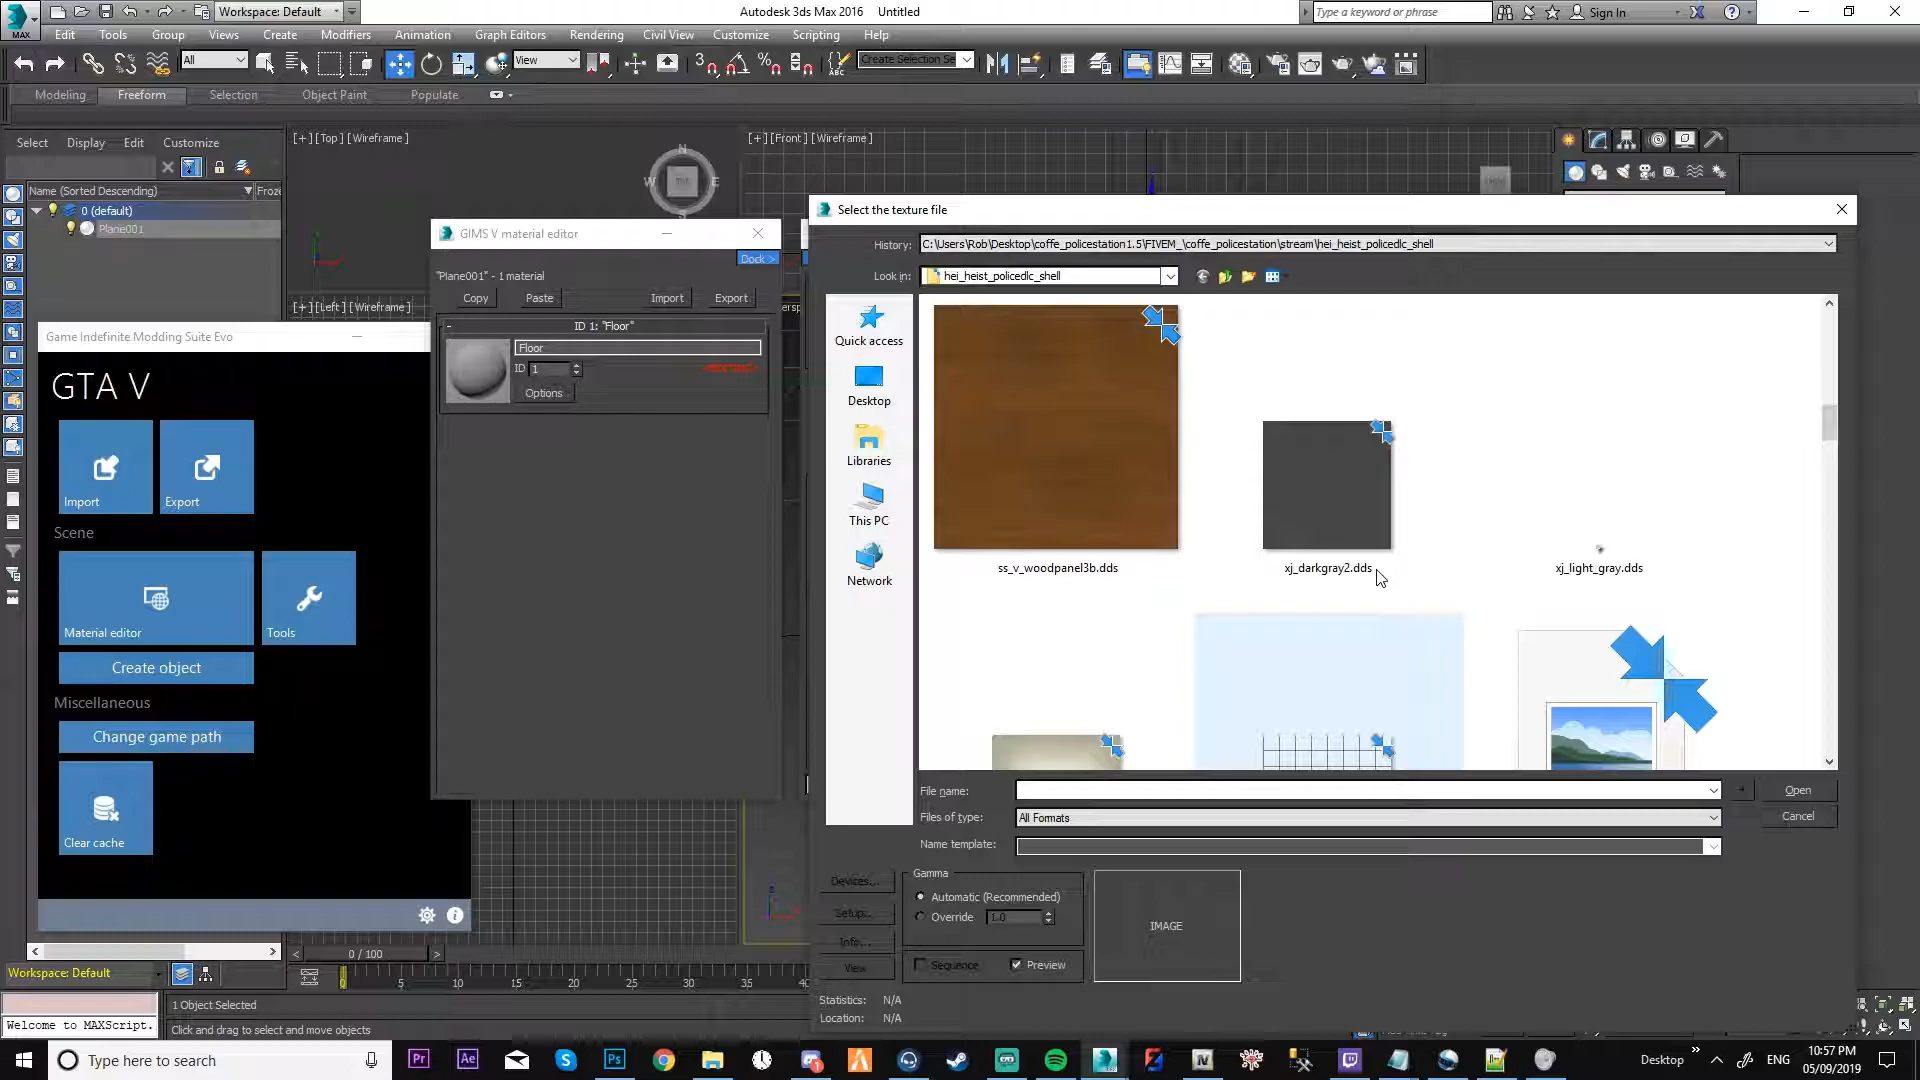 Workspace: Default
Autodesk 3ds Max 2016 Untitled
Type a keyword or phrase
Sign In
MAX
Edit Tools Group Views Create Modifiers Animation Graph Editors Rendering Civil View Customize Scripting Help
All
View
Create Selection Se
Modeling Freeform Selection Object Paint Populate
Select Display Edit Customize
[+] [Top] [Wireframe]
[+] [Front] [Wireframe]
N
W E
S
Name (Sorted Descending)
Froze
0 (default)
Plane001
Select the texture file
GIMS V material editor
History: C:\Users\Rob\Desktop\coffe_policestation1.5\FIVEM_\coffe_policestation\stream\hei_heist_policedlc_shell
Dock >
"Plane001" - 1 material
Look in: hei_heist_policedlc_shell
Copy Paste Import Export
[+] [Left] [Wireframe]
ID 1: "Floor"
Floor
ID 1
Options
Game Indefinite Modding Suite Evo
GTA V
Import
Export
Scene
Material editor
Tools
Create object
Miscellaneous
Change game path
Clear cache
Quick access
Desktop
Libraries
This PC
Network
ss_v_woodpanel3b.dds
xj_darkgray2.dds
xj_light_gray.dds
File name:
Open
Files of type: All Formats
Cancel
Name template:
Devices...
Setup...
Info...
View
Gamma
Automatic (Recommended)
Override 1.0
Sequence
Preview
IMAGE
Statistics: N/A
Location: N/A
< 0 / 100 >
Workspace: Default
0 5 10 15 20 25 30 35 40
1 Object Selected
Welcome to MAXScript.
Click and drag to select and move objects
Type here to search
Desktop
ENG
10:57 PM
05/09/2019